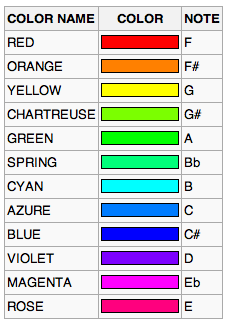 COLOR NAME COLOR NOTE
RED F
ORANGE F#
YELLOW G
CHARTREUSE G#
GREEN A
SPRING Bb
CYAN B
AZURE C
BLUE C#
VIOLET D
MAGENTA Eb
ROSE E